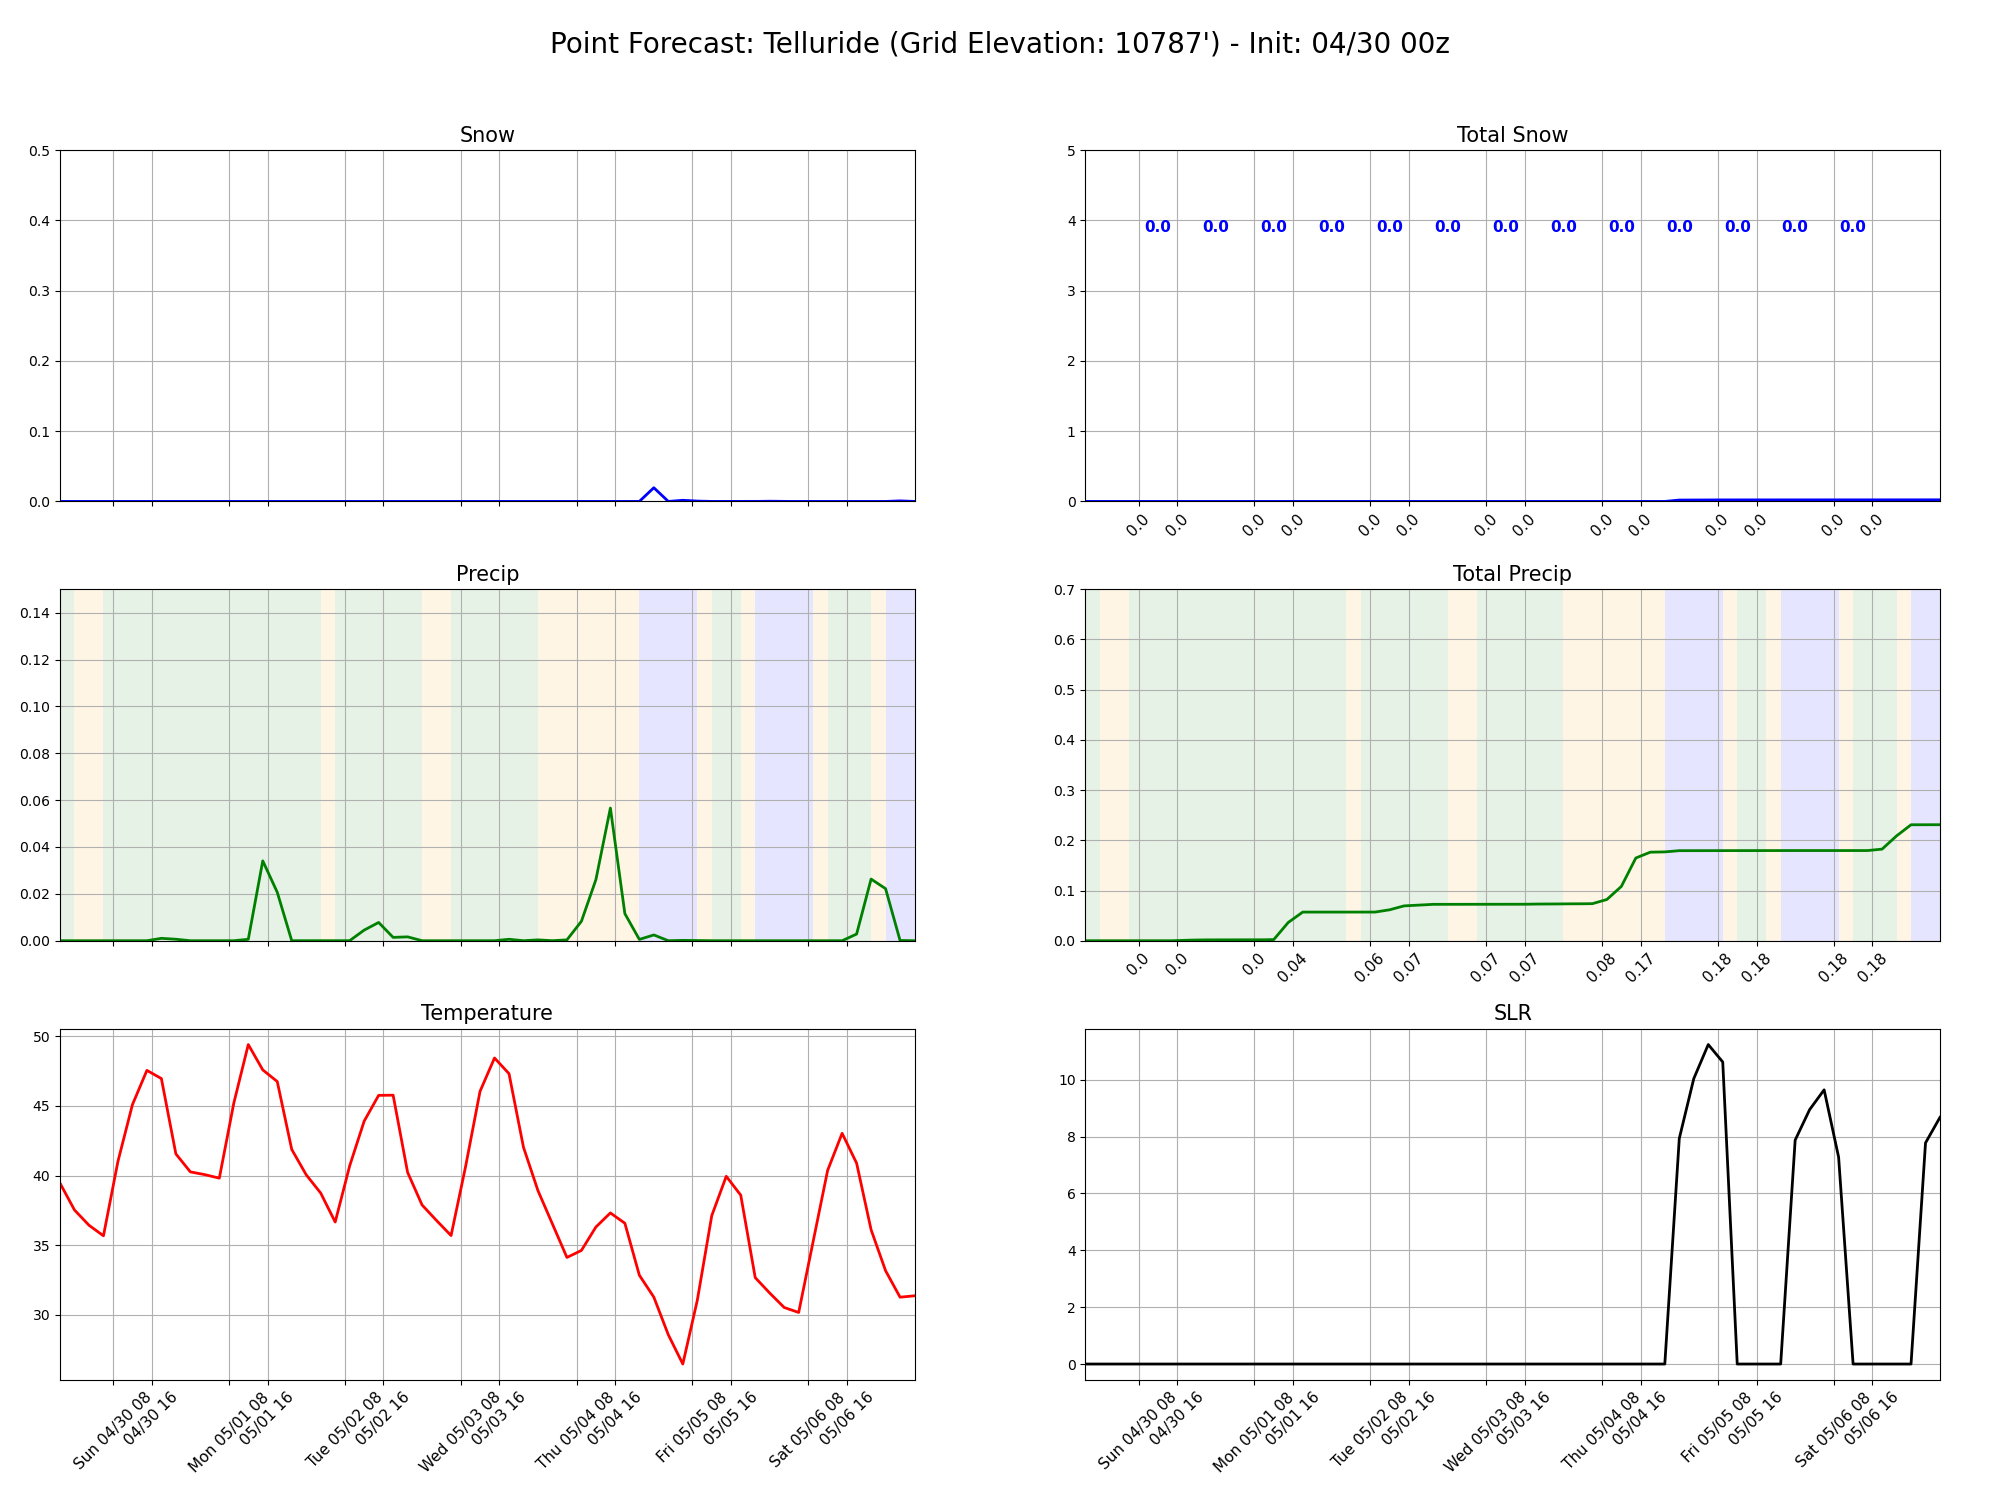 Point Forecast: Telluride (Grid Elevation: 10787') - Init: 04/30 00z
Snow
0.5
0.4
0.3
0.2
0.1
0.0
Total Snow
5
4
3
2
1
0
0.0 0.0 0.0 0.0 0.0 0.0 0.0 0.0 0.0 0.0 0.0 0.0 0.0
0.0 0.0 0.0 0.0 0.0 0.0 0.0 0.0 0.0 0.0 0.0 0.0 0.0 0.0
Precip
0.14
0.12
0.10
0.08
0.06
0.04
0.02
0.00
Total Precip
0.7
0.6
0.5
0.4
0.3
0.2
0.1
0.0
0.0 0.0 0.0 0.04 0.06 0.07 0.07 0.07 0.08 0.17 0.18 0.18 0.18 0.18
Temperature
50
45
40
35
30
Sun 04/30 08
04/30 16
Mon 05/01 08
05/01 16
Tue 05/02 08
05/02 16
Wed 05/03 08
05/03 16
Thu 05/04 08
05/04 16
Fri 05/05 08
05/05 16
Sat 05/06 08
05/06 16
SLR
10
8
6
4
2
0
Sun 04/30 08
04/30 16
Mon 05/01 08
05/01 16
Tue 05/02 08
05/02 16
Wed 05/03 08
05/03 16
Thu 05/04 08
05/04 16
Fri 05/05 08
05/05 16
Sat 05/06 08
05/06 16